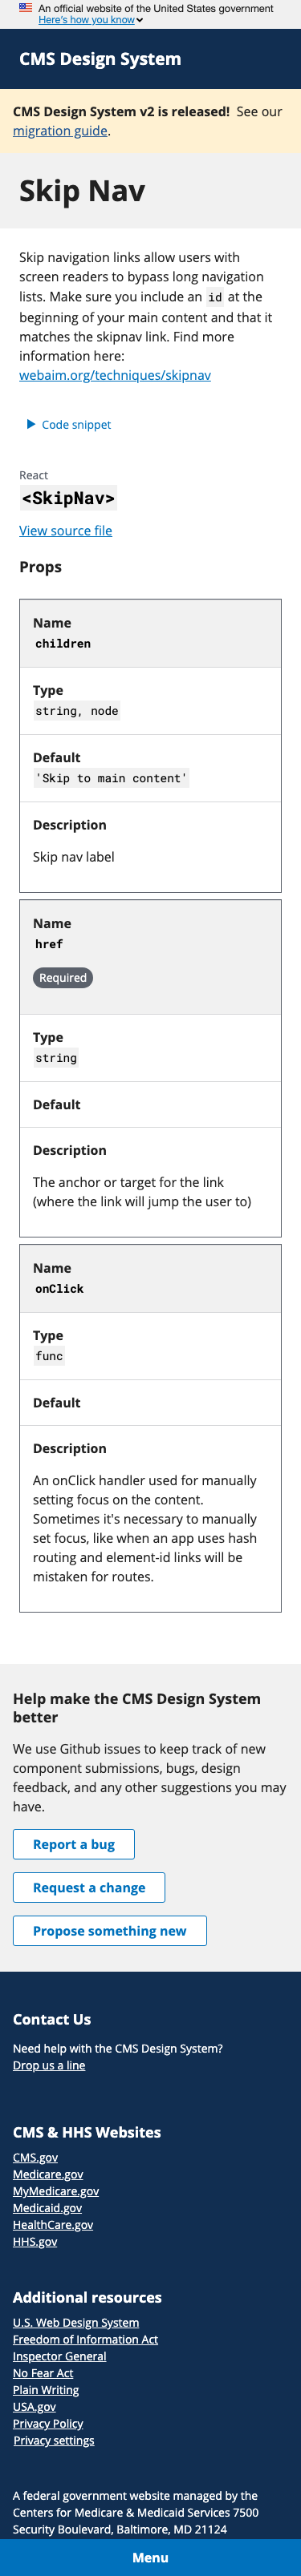 An official website of the United States government
Here's how you know
CMS Design System
CMS Design System v2 is released! See our
migration guide.
Skip Nav
Skip navigation links allow users with
screen readers to bypass long navigation
lists. Make sure you include an id at the
beginning of your main content and that it
matches the skipnav link. Find more
information here:
webaim.org/techniques/skipnav
Code snippet
React
<SkipNav>
View source file
Props
Name
children
Type
string, node
Default
'Skip to main content'
Description
Skip nav label
Name
href
Required
Type
string
Default
Description
The anchor or target for the link
(where the link will jump the user to)
Name
onClick
Type
func
Default
Description
An onClick handler used for manually
setting focus on the content.
Sometimes it's necessary to manually
set focus, like when an app uses hash
routing and element-id links will be
mistaken for routes.
Help make the CMS Design System
better
We use Github issues to keep track of new
component submissions, bugs, design
feedback, and any other suggestions you may
have.
Report a bug
Request a change
Propose something new
Contact Us
Need help with the CMS Design System?
Drop us a line
CMS & HHS Websites
CMS.gov
Medicare.gov
MyMedicare.gov
Medicaid.gov
HealthCare.gov
HHS.gov
Additional resources
U.S. Web Design System
Freedom of Information Act
Inspector General
No Fear Act
Plain Writing
USA.gov
Privacy Policy
Privacy settings
A federal government website managed by the
Centers for Medicare & Medicaid Services 7500
Security Boulevard, Baltimore, MD 21124
Menu